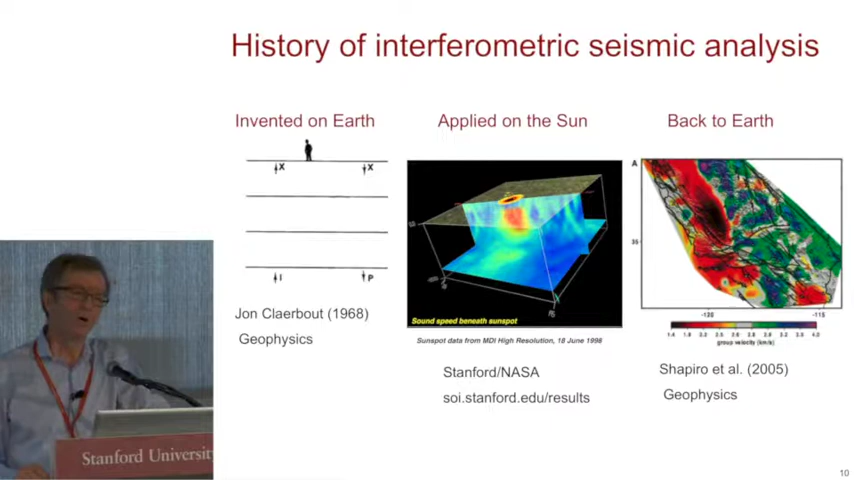 History of interferometric seismic analysis
Invented on Earth
Applied on the Sun
Back to Earth
X
X
I
P
Jon Claerbout (1968)
Geophysics
Sound speed beneath sunspot
Sunspot data from MDI High Resolution, 18 June 1998
Stanford/NASA
soi.stanford.edu/results
A
35
-120
-115
group velocity (km/s)
Shapiro et al. (2005)
Geophysics
Stanford University
10